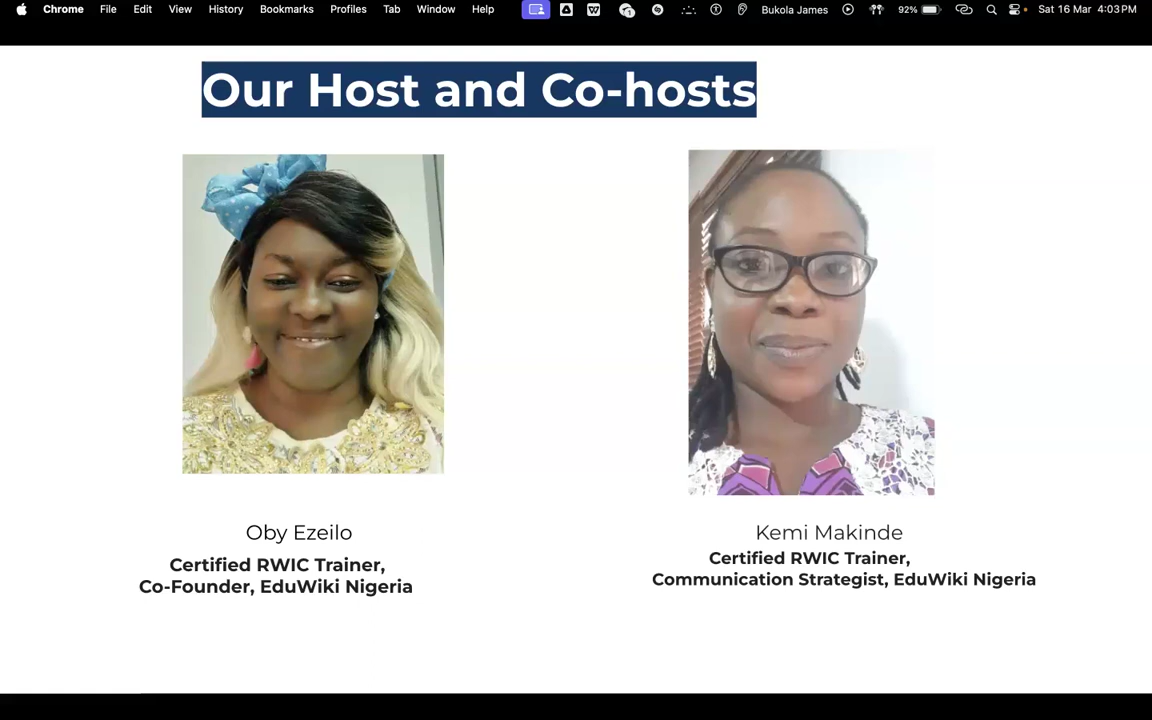 Chrome File Edit View History Bookmarks Profiles Tab Window Help Bukola James 92% Sat 16 Mar 4:03 PM
Our Host and Co-hosts
Oby Ezeilo
Certified RWIC Trainer,
Co-Founder, EduWiki Nigeria
Kemi Makinde
Certified RWIC Trainer,
Communication Strategist, EduWiki Nigeria